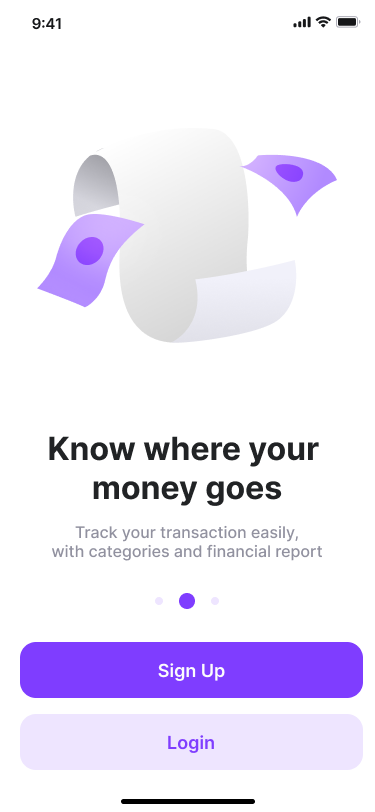 9:41
Know where your
money goes
Track your transaction easily,
with categories and financial report
Sign Up
Login